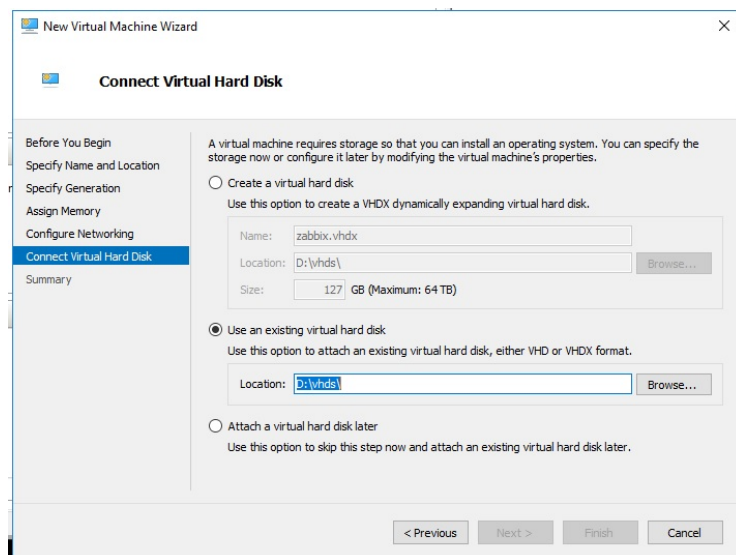 New Virtual Machine Wizard
Connect Virtual Hard Disk
Before You Begin
Specify Name and Location
Specify Generation
Assign Memory
Configure Networking
Connect Virtual Hard Disk
Summary
A virtual machine requires storage so that you can install an operating system. You can specify the
storage now or configure it later by modifying the virtual machine's properties.
Create a virtual hard disk
Use this option to create a VHDX dynamically expanding virtual hard disk.
Name: zabbix.vhdx
Location: D:\vhds\ Browse...
Size: 127 GB (Maximum: 64 TB)
Use an existing virtual hard disk
Use this option to attach an existing virtual hard disk, either VHD or VHDX format.
Location: D:\vhds\ Browse...
Attach a virtual hard disk later
Use this option to skip this step now and attach an existing virtual hard disk later.
< Previous Next > Finish Cancel